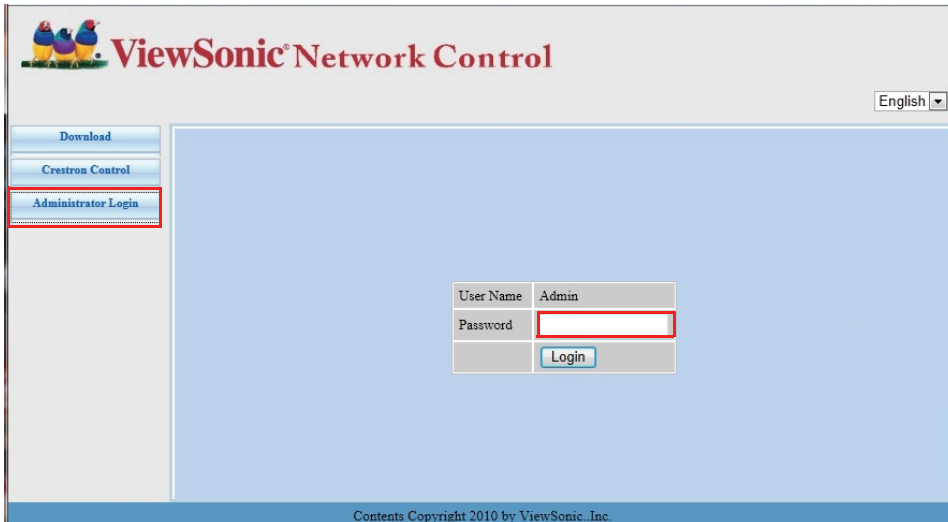 ViewSonic® Network Control
English
Download
Crestron Control
Administrator Login
User Name Admin
Password
Login
Contents Copyright 2010 by ViewSonic..Inc.